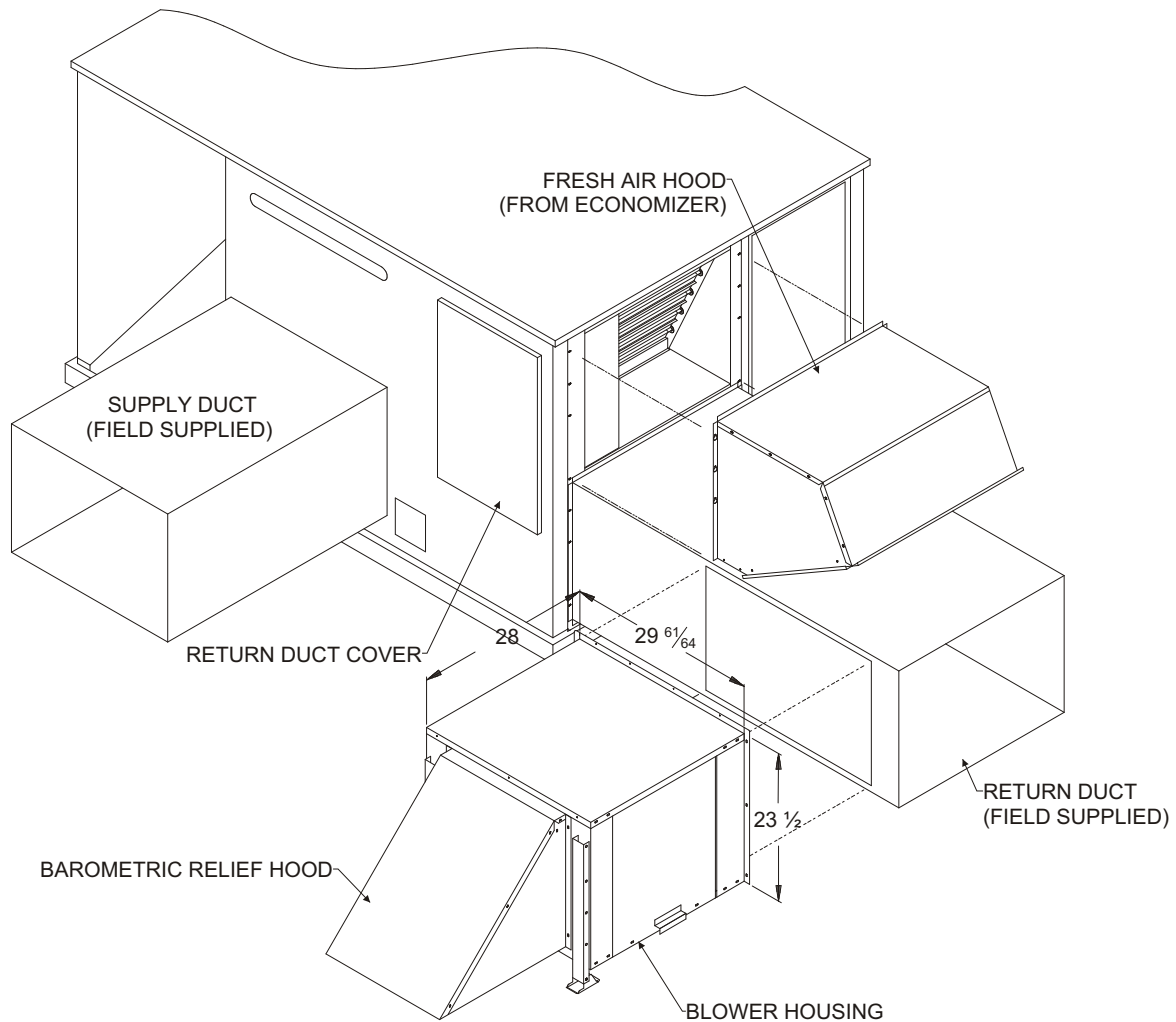 FRESH AIR HOOD
(FROM ECONOMIZER)
SUPPLY DUCT
(FIELD SUPPLIED)
28
29 61/64
RETURN DUCT COVER
RETURN DUCT
(FIELD SUPPLIED)
23 ½
BAROMETRIC RELIEF HOOD
BLOWER HOUSING